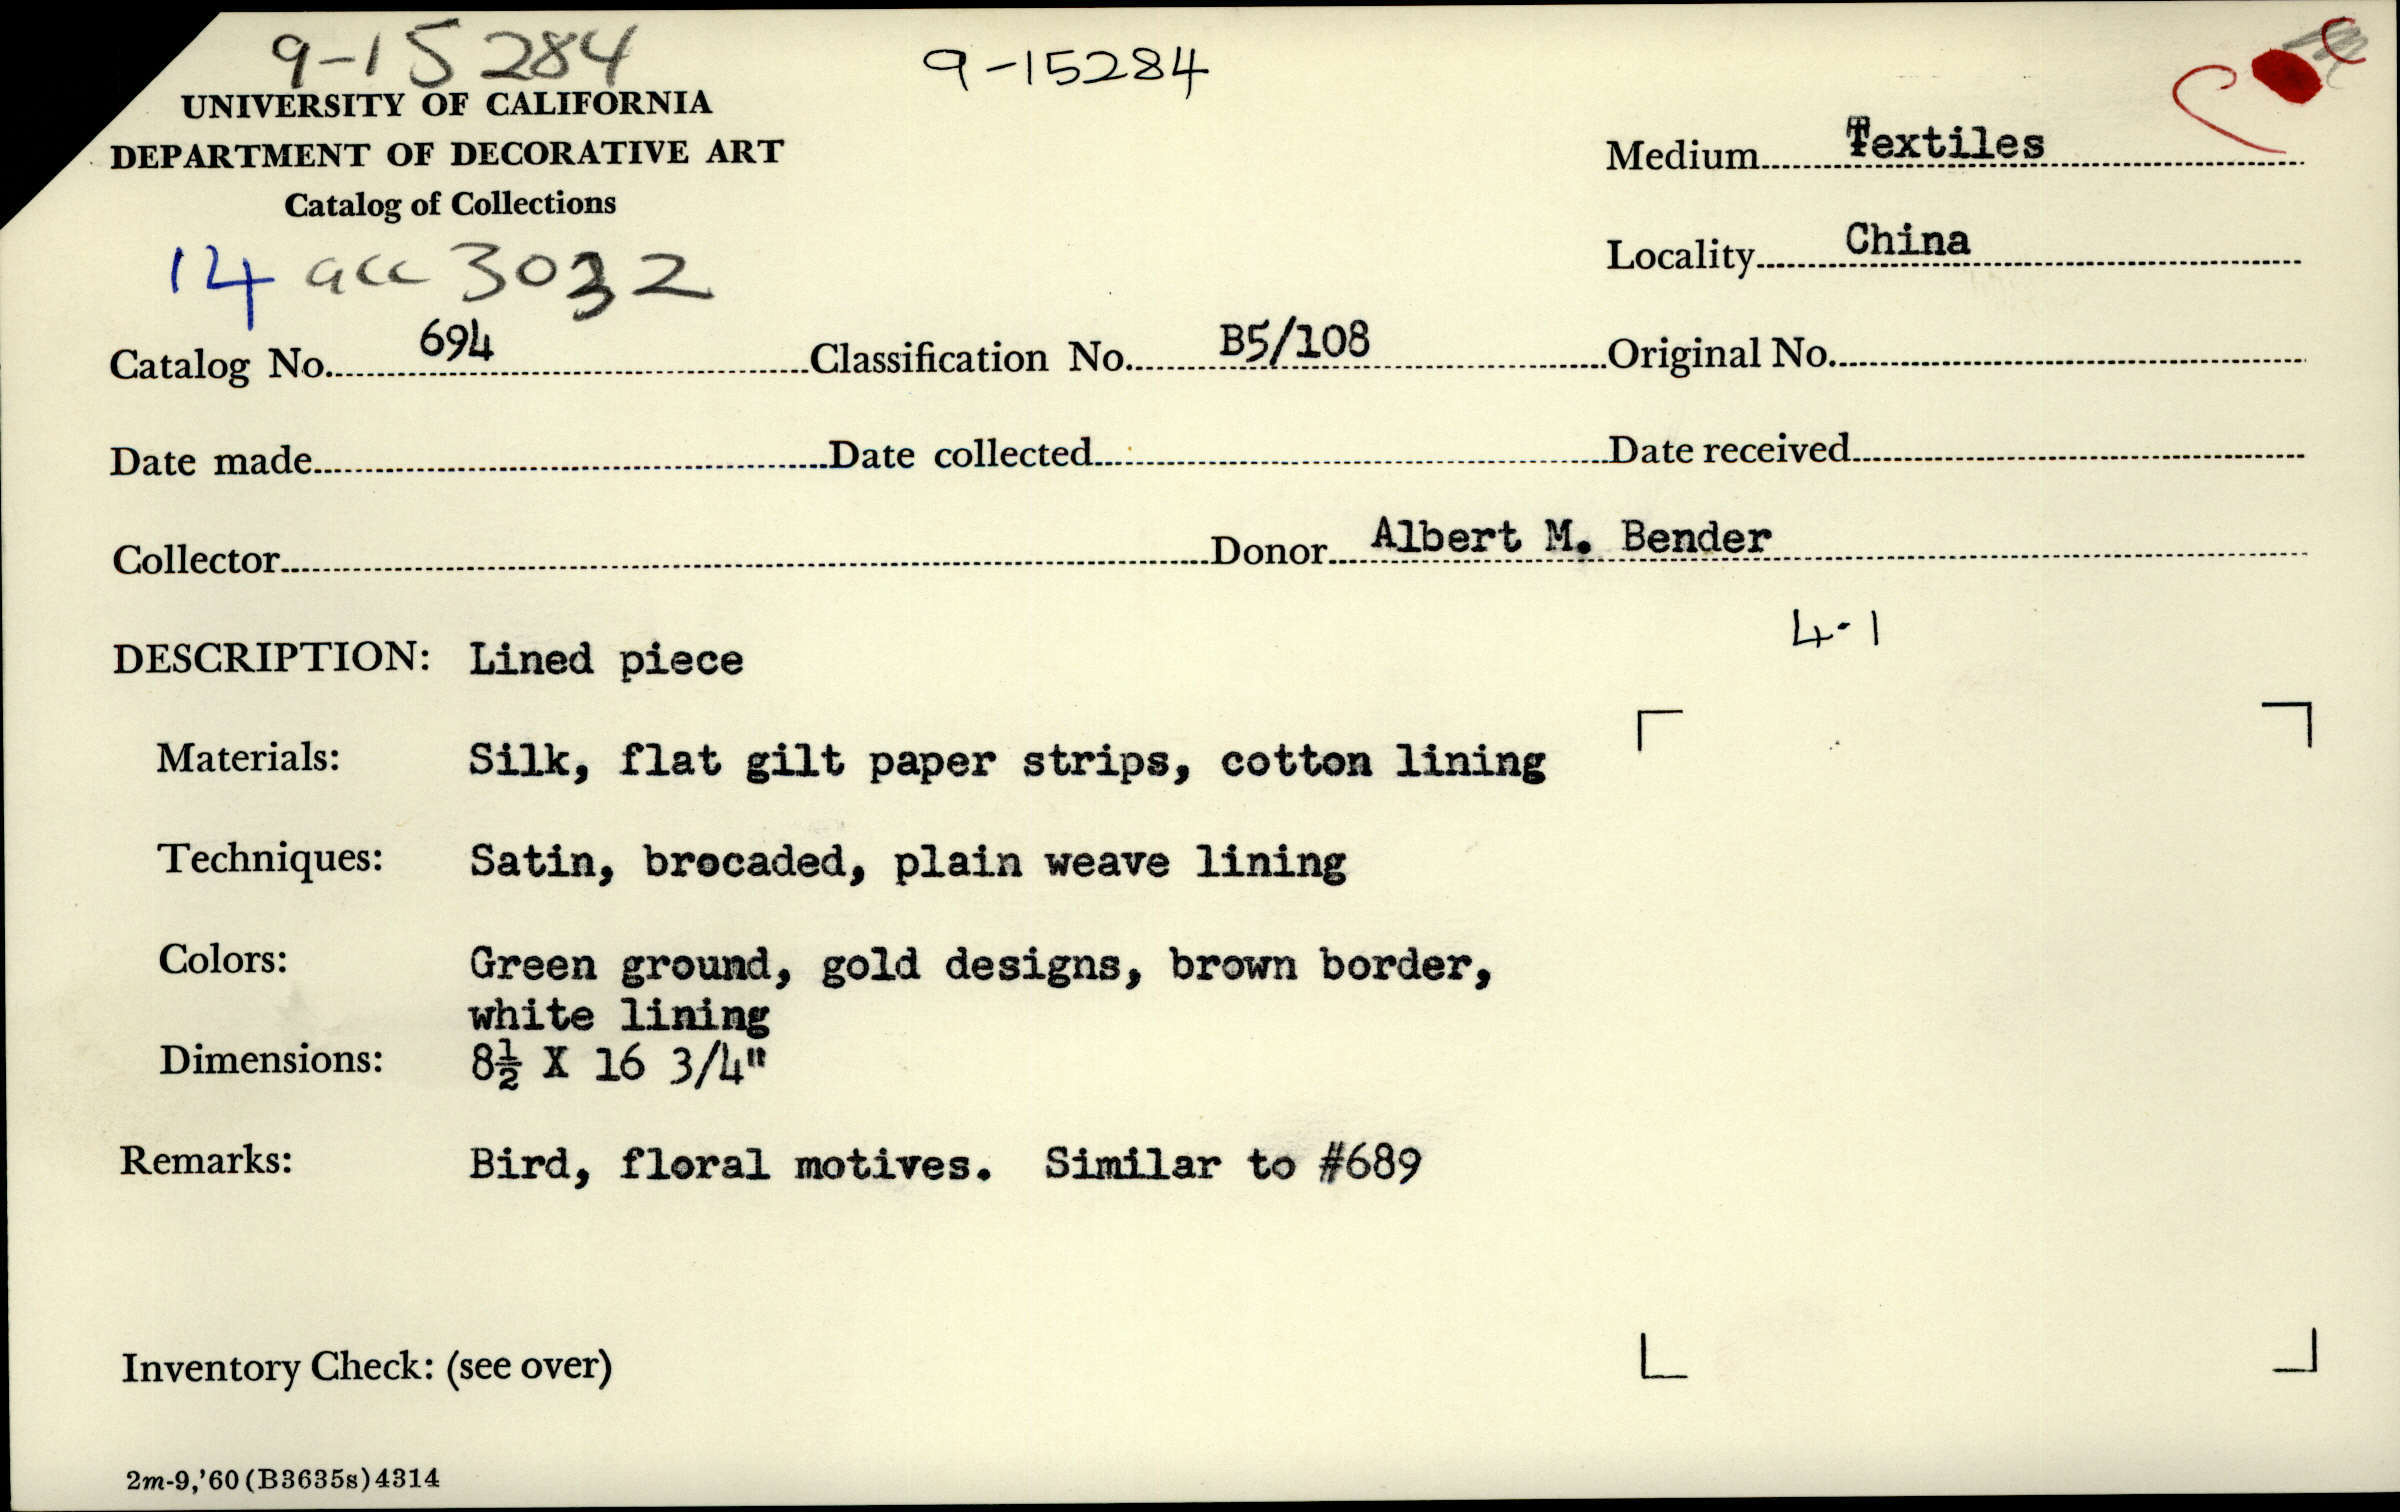 9-15284
9-15284
UNIVERSITY OF CALIFORNIA
DEPARTMENT OF DECORATIVE ART
Catalog of Collections
Medium Textiles
Locality China
14 acc 3032
Catalog No. 694 Classification No. B5/108 Original No.
Date made Date collected Date received
Collector Donor Albert M. Bender
4-1
DESCRIPTION: Lined piece
Materials: Silk, flat gilt paper strips, cotton lining
Techniques: Satin, brocaded, plain weave lining
Colors: Green ground, gold designs, brown border,
white lining
Dimensions: 8½ X 16 3/4"
Remarks: Bird, floral motives. Similar to #689
Inventory Check: (see over)
2m-9,'60(B3635s)4314